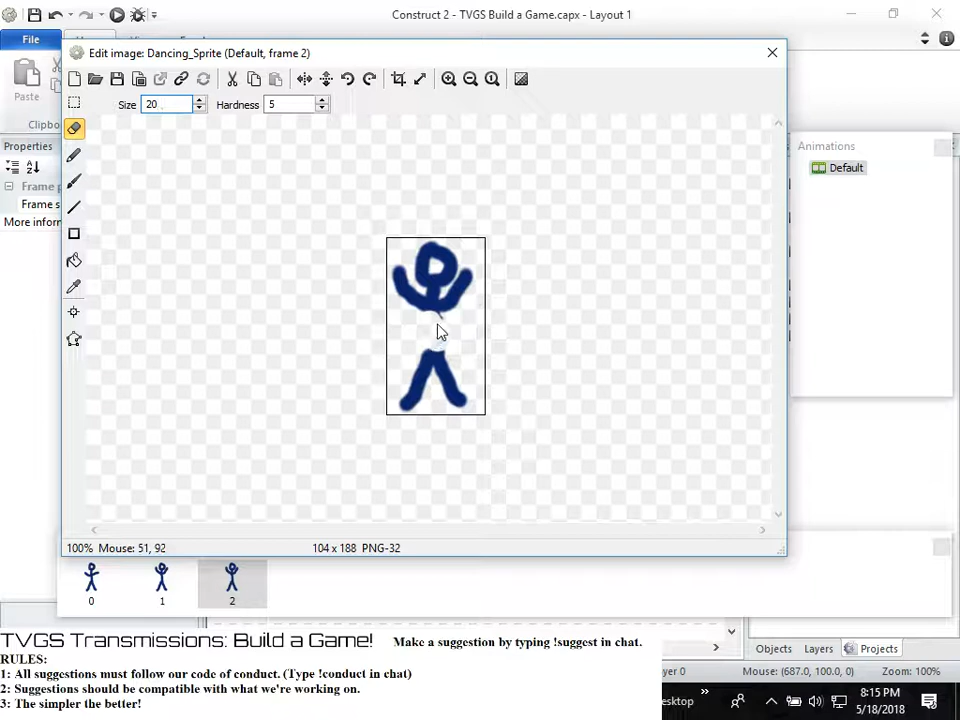 Construct 2 - TVGS Build a Game.capx - Layout 1
File
Edit image: Dancing_Sprite (Default, frame 2)
Paste
Size 20 Hardness 5
Animations
Properties
Default
More inform
100% Mouse: 51, 92 104 x 188 PNG-32
0 1 2
TVGS Transmissions: Build a Game! Make a suggestion by typing !suggest in chat.
RULES:
1: All suggestions must follow our code of conduct. (Type !conduct in chat)
2: Suggestions should be compatible with what we're working on.
3: The simpler the better!
Objects Layers Projects
Mouse: (687.0, 100.0, 0) Zoom: 100%
8:15 PM
5/18/2018